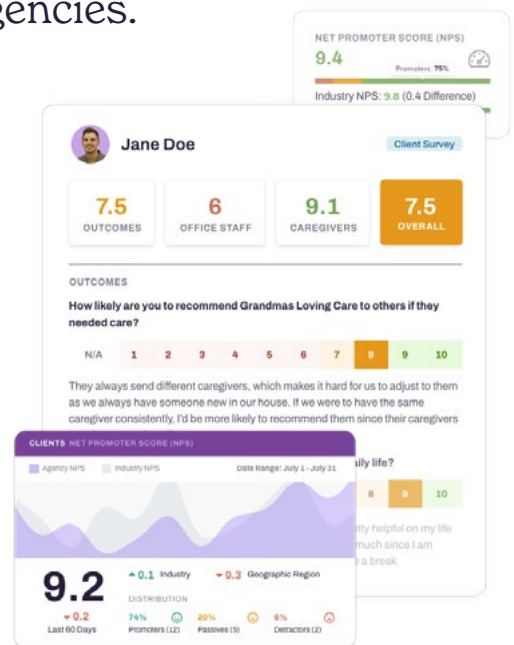 gencies.
NET PROMOTER SCORE (NPS)
9.4
Promoters: 75%
Industry NPS: 9.8 (0.4 Difference)
Jane Doe
Client Survey
7.5
OUTCOMES
6
OFFICE STAFF
9.1
CAREGIVERS
7.5
OVERALL
OUTCOMES
How likely are you to recommend Grandmas Loving Care to others if they
needed care?
N/A 1 2 3 4 5 6 7 8 9 10
They always send different caregivers, which makes it hard for us to adjust to them
as we always have someone new in our house. If we were to have the same
caregiver consistently, I'd be more likely to recommend them since their caregivers
CLIENTS NET PROMOTER SCORE (NPS)
Agency NPS Industry NPS Date Range: July 1 - July 31
9.2
0.1 Industry 0.3 Geographic Region
DISTRIBUTION
0.2
Last 60 Days
74% 20% 6%
Promoters (12) Passives (5) Detractors (2)
ily life?
8 9 10
tty helpful on my life
much since I am
a break.